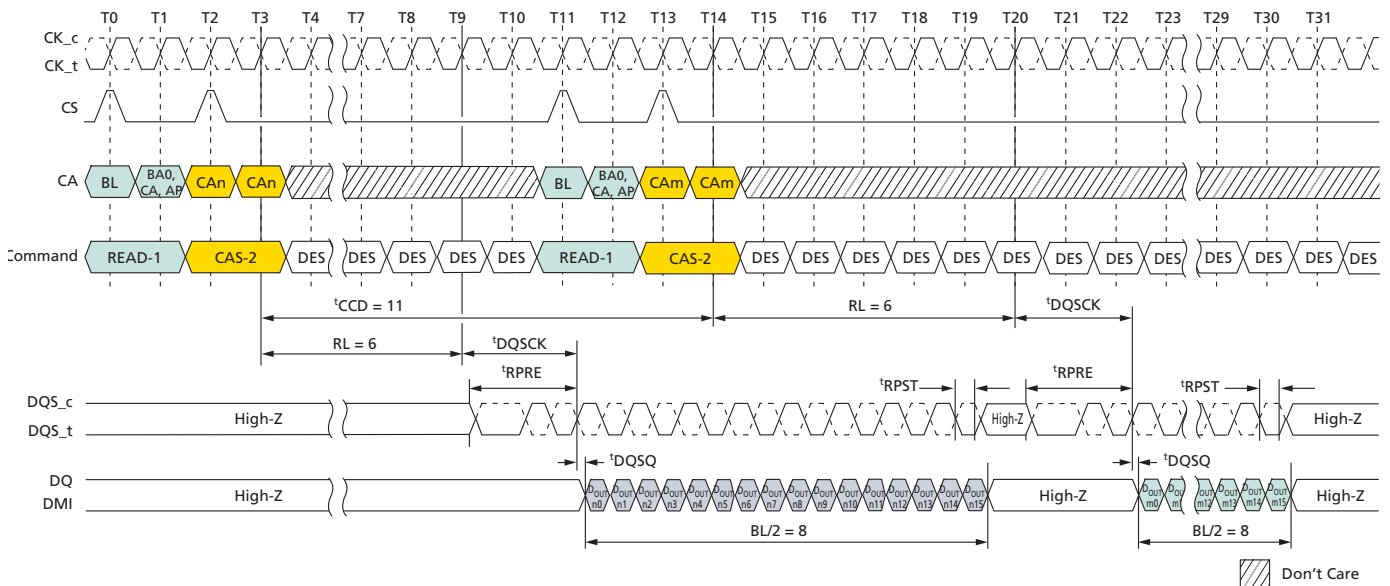 T0 T1 T2 T3 T4 T7 T8 T9 T10 T11 T12 T13 T14 T15 T16 T17 T18 T19 T20 T21 T22 T23 T29 T30 T31
CK_c
CK_t
CS
CA BL BA0, CA, AP CAn CAn BL BA0, CA, AP CAm CAm
Command READ-1 CAS-2 DES DES DES DES DES READ-1 CAS-2 DES DES DES DES DES DES DES DES DES DES DES DES DES
tCCD = 11 RL = 6 tDQSCK
RL = 6 tDQSCK
tRPRE tRPST tRPRE tRPST
DQS_c
DQS_t
High-Z High-Z High-Z
tDQSQ tDQSQ
DQ
DMI
High-Z DOUT n0 DOUT n1 DOUT n2 DOUT n3 DOUT n4 DOUT n5 DOUT n6 DOUT n7 DOUT n8 DOUT n9 DOUT n10 DOUT n11 DOUT n12 DOUT n13 DOUT n14 DOUT n15 High-Z DOUT m0 DOUT m1 DOUT m12 DOUT m13 DOUT m14 DOUT m15 High-Z
BL/2 = 8 BL/2 = 8
Don't Care